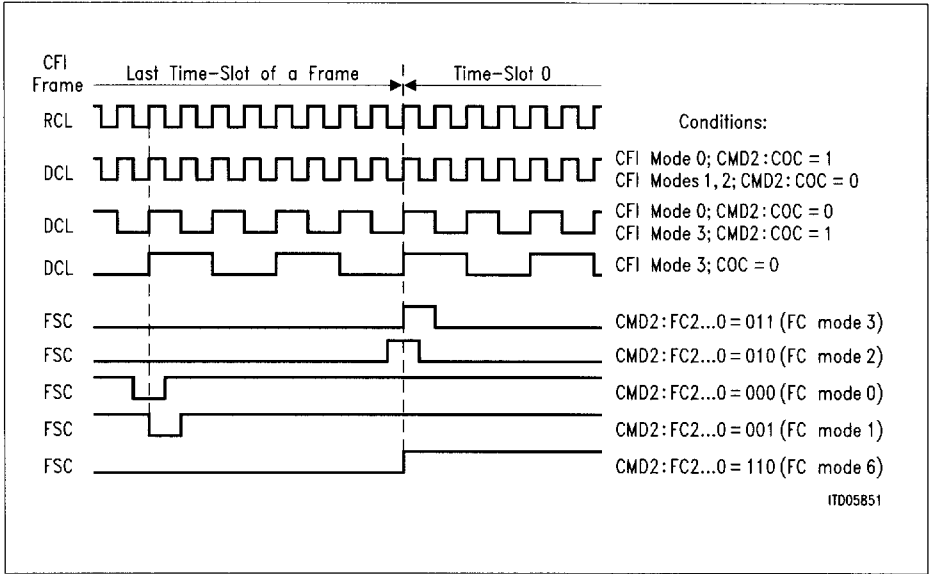 CFI
Frame
Last Time-Slot of a Frame
Time-Slot 0
RCL
Conditions:
DCL
CFI Mode 0; CMD2:COC = 1
CFI Modes 1, 2; CMD2:COC = 0
DCL
CFI Mode 0; CMD2:COC = 0
CFI Mode 3; CMD2:COC = 1
DCL
CFI Mode 3; COC = 0
FSC
CMD2:FC2...0 = 011 (FC mode 3)
FSC
CMD2:FC2...0 = 010 (FC mode 2)
FSC
CMD2:FC2...0 = 000 (FC mode 0)
FSC
CMD2:FC2...0 = 001 (FC mode 1)
FSC
CMD2:FC2...0 = 110 (FC mode 6)
ITD05851